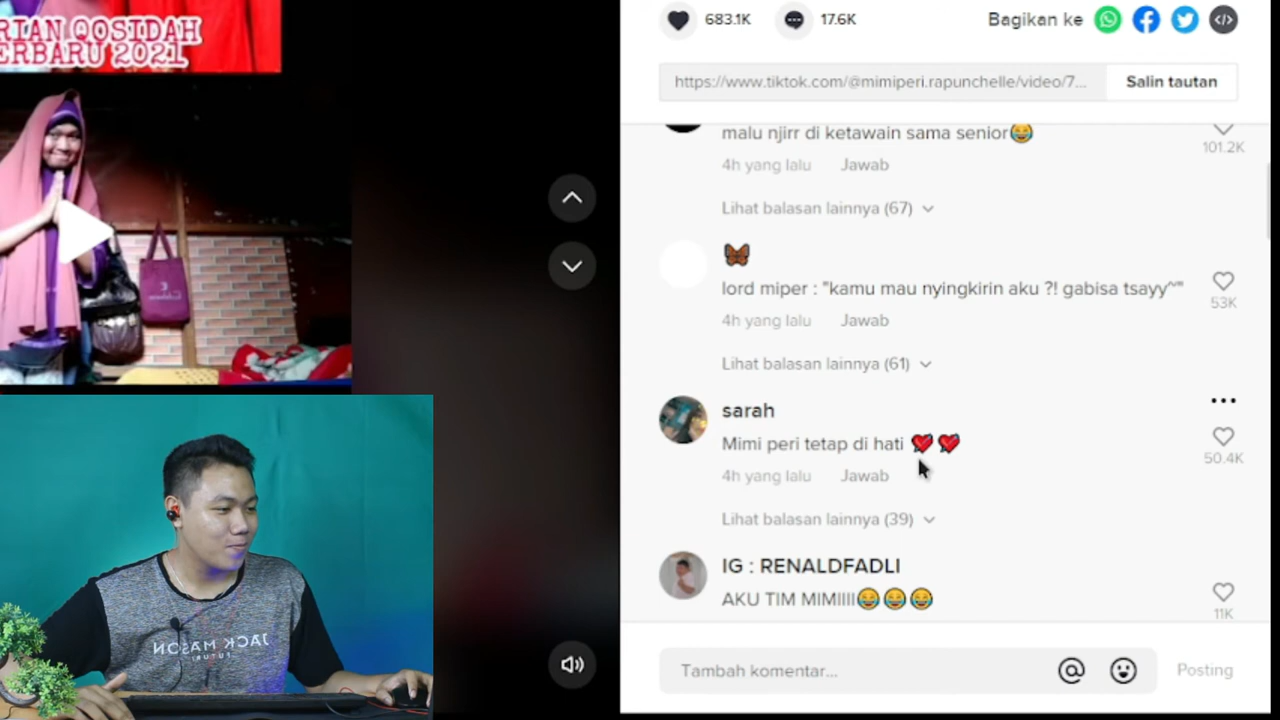 RIAN QOSIDAH
ERBARU 2021
683.1K
17.6K
Bagikan ke
https://www.tiktok.com/@mimiperi.rapunchelle/video/7...
Salin tautan
malu njirr di ketawain sama senior😂
101.2K
4h yang lalu Jawab
Lihat balasan lainnya (67)
🦋
lord miper : "kamu mau nyingkirin aku ?! gabisa tsayy~"
53K
4h yang lalu Jawab
Lihat balasan lainnya (61)
sarah
Mimi peri tetap di hati 💘💘
50.4K
4h yang lalu Jawab
Lihat balasan lainnya (39)
IG : RENALDFADLI
AKU TIM MIMIIII😂😂😂
11K
Tambah komentar...
Posting
JACK MASON